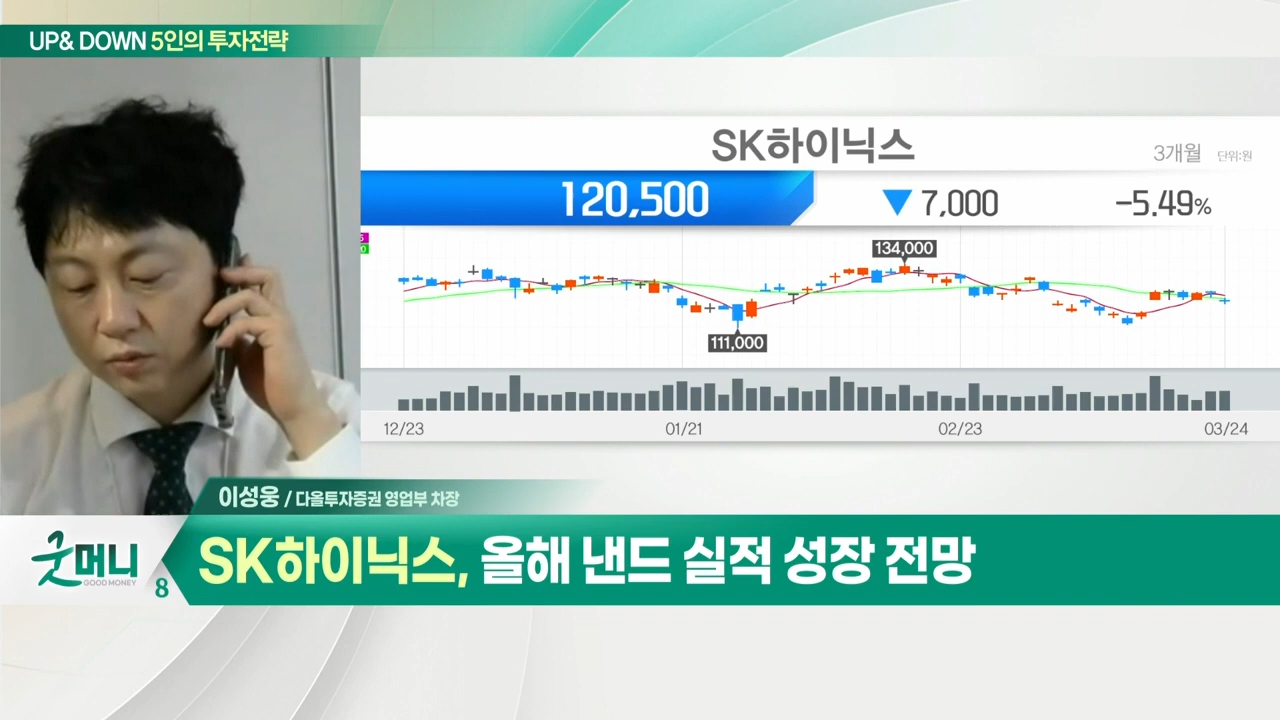 UP& DOWN 5인의 투자전략
SK하이닉스
3개월 단위:원
120,500 ▼ 7,000 -5.49%
134,000
111,000
12/23 01/21 02/23 03/24
이성웅 / 다올투자증권 영업부 차장
굿머니
GOOD MONEY
8
SK하이닉스, 올해 낸드 실적 성장 전망